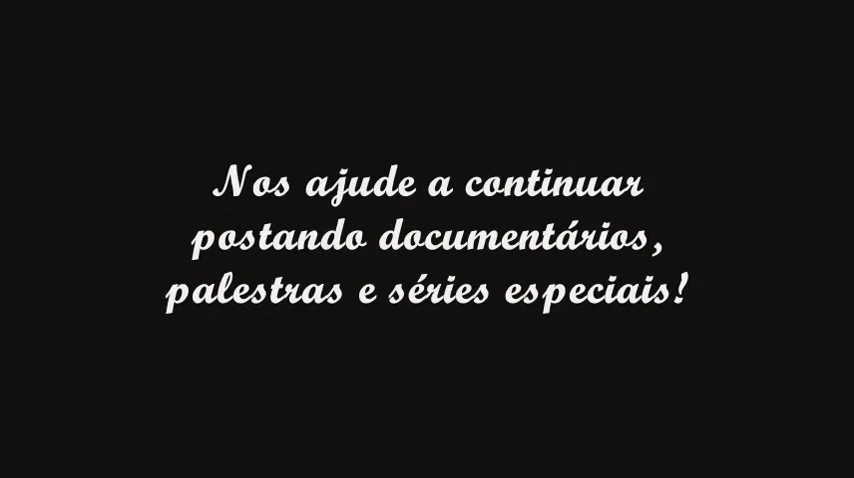 Nos ajude a continuar
postando documentários,
palestras e séries especiais!